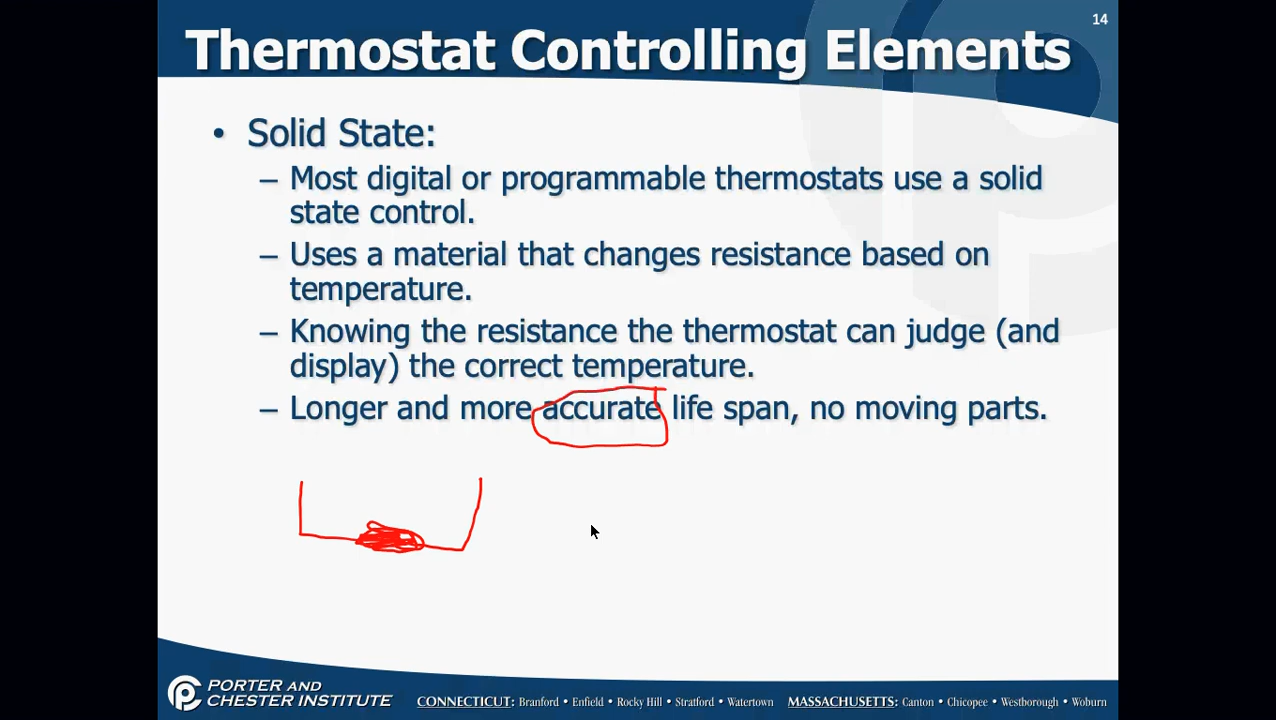 14
Thermostat Controlling Elements
• Solid State:
– Most digital or programmable thermostats use a solid
state control.
– Uses a material that changes resistance based on
temperature.
– Knowing the resistance the thermostat can judge (and
display) the correct temperature.
– Longer and more accurate life span, no moving parts.
PORTER AND
CHESTER INSTITUTE
CONNECTICUT: Branford • Enfield • Rocky Hill • Stratford • Watertown
MASSACHUSETTS: Canton • Chicopee • Westborough • Woburn